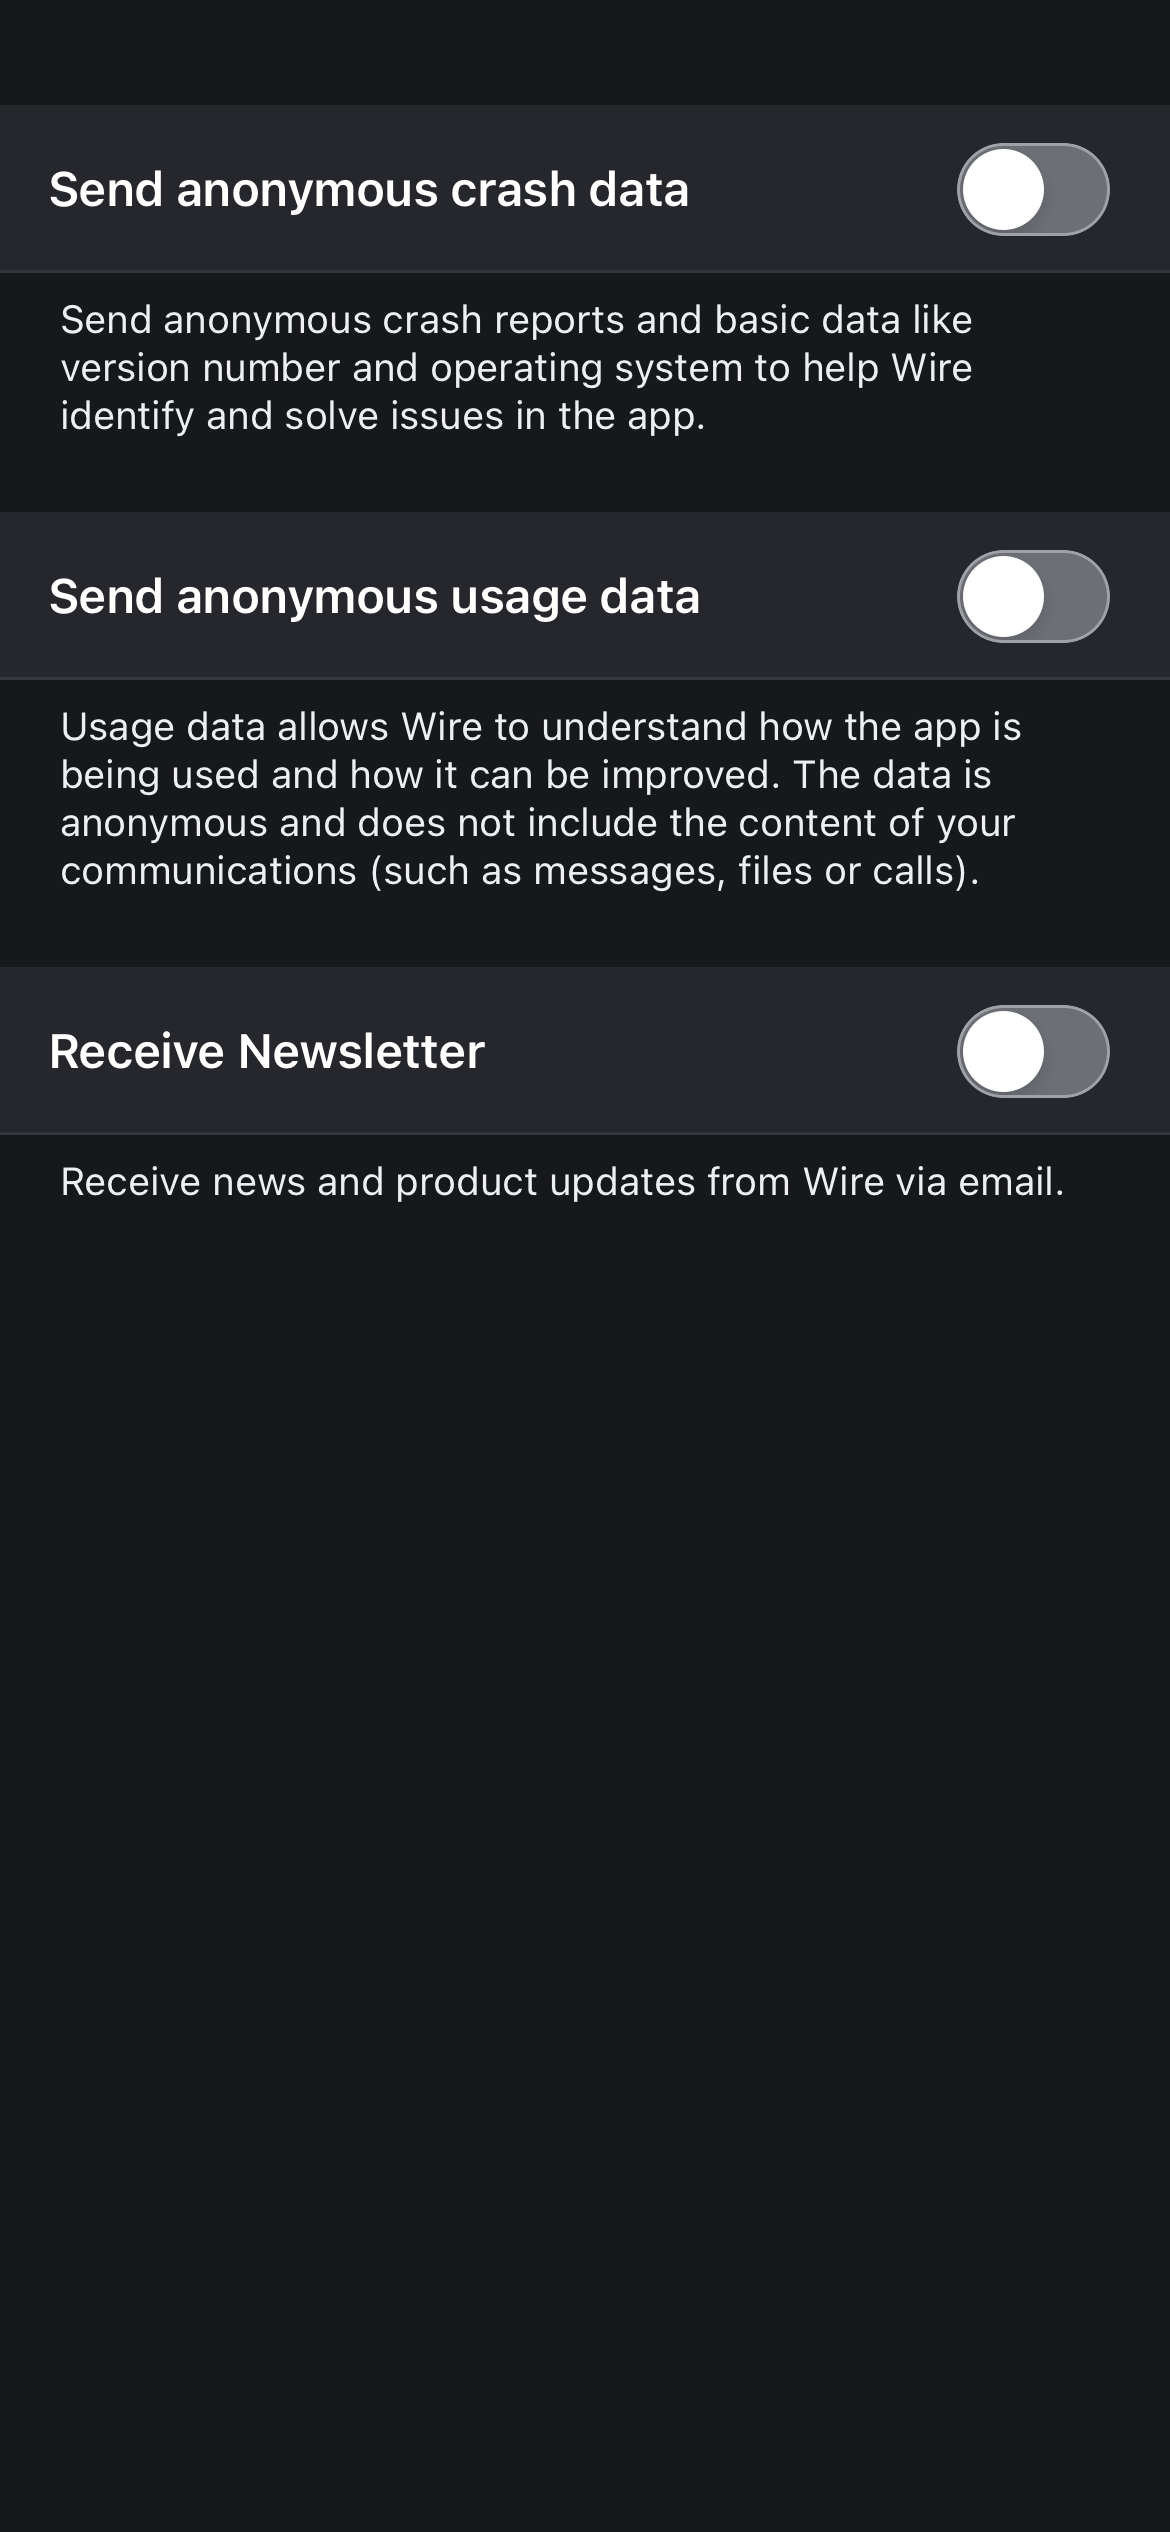 Send anonymous crash data
Send anonymous crash reports and basic data like
version number and operating system to help Wire
identify and solve issues in the app.
Send anonymous usage data
Usage data allows Wire to understand how the app is
being used and how it can be improved. The data is
anonymous and does not include the content of your
communications (such as messages, files or calls).
Receive Newsletter
Receive news and product updates from Wire via email.